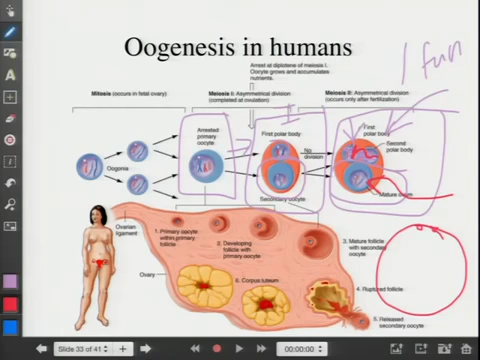 Oogenesis in humans
Arrest at diplotene of meiosis I.
Oocyte grows and accumulates
nutrients.
Mitosis (occurs in fetal ovary)
Meiosis I: Asymmetrical division
(completed at ovulation)
Meiosis II: Asymmetrical division
(occurs only after fertilization)
1 fun
I
Arrested
primary
oocyte
First polar body
First
polar body
Second
polar body
No
division
Oogonia
Secondary oocyte
Mature ovum
Ovarian
ligament
1. Primary oocyte
within primary
follicle
2. Developing
follicle with
primary oocyte
3. Mature follicle
with secondary
oocyte
Ovary
6. Corpus luteum
4. Ruptured follicle
5. Released
secondary oocyte
Slide 33 of 41
00:00:00